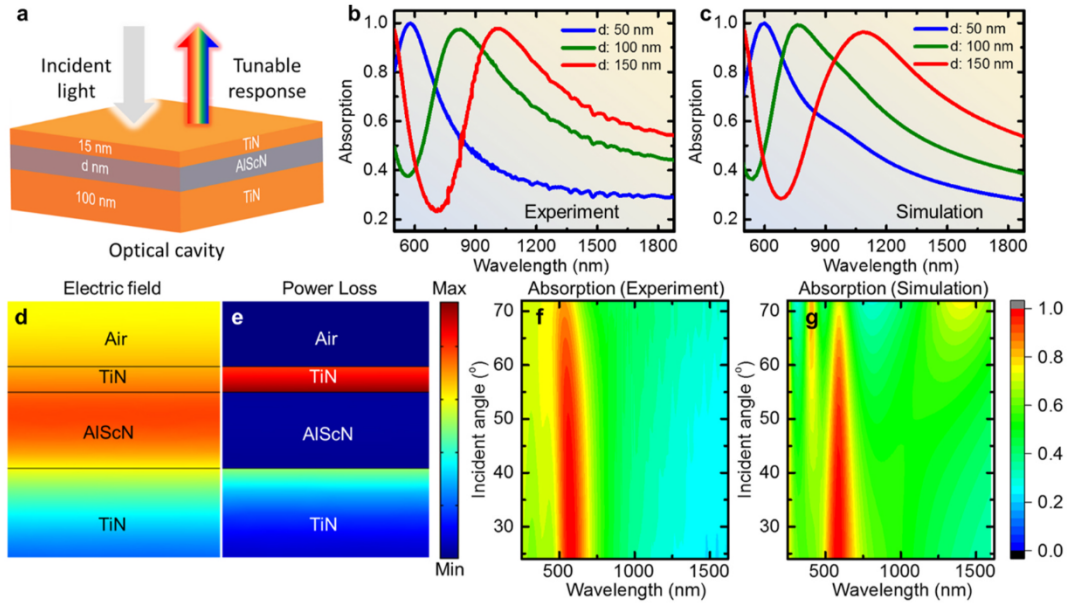 a
Incident
light
Tunable
response
15 nm
TiN
d nm
AlScN
100 nm
TiN
Optical cavity
b
1.0
0.8
0.6
0.4
0.2
Absorption
d: 50 nm
d: 100 nm
d: 150 nm
Experiment
600 900 1200 1500 1800
Wavelength (nm)
c
1.0
0.8
0.6
0.4
0.2
Absorption
d: 50 nm
d: 100 nm
d: 150 nm
Simulation
600 900 1200 1500 1800
Wavelength (nm)
Electric field
d
Air
TiN
AlScN
TiN
Power Loss
e
Air
TiN
AlScN
TiN
Max
Min
Absorption (Experiment)
f
70
60
50
40
30
Incident angle (°)
500 1000 1500
Wavelength (nm)
Absorption (Simulation)
g
70
60
50
40
30
Incident angle (°)
500 1000 1500
Wavelength (nm)
1.0
0.8
0.6
0.4
0.2
0.0